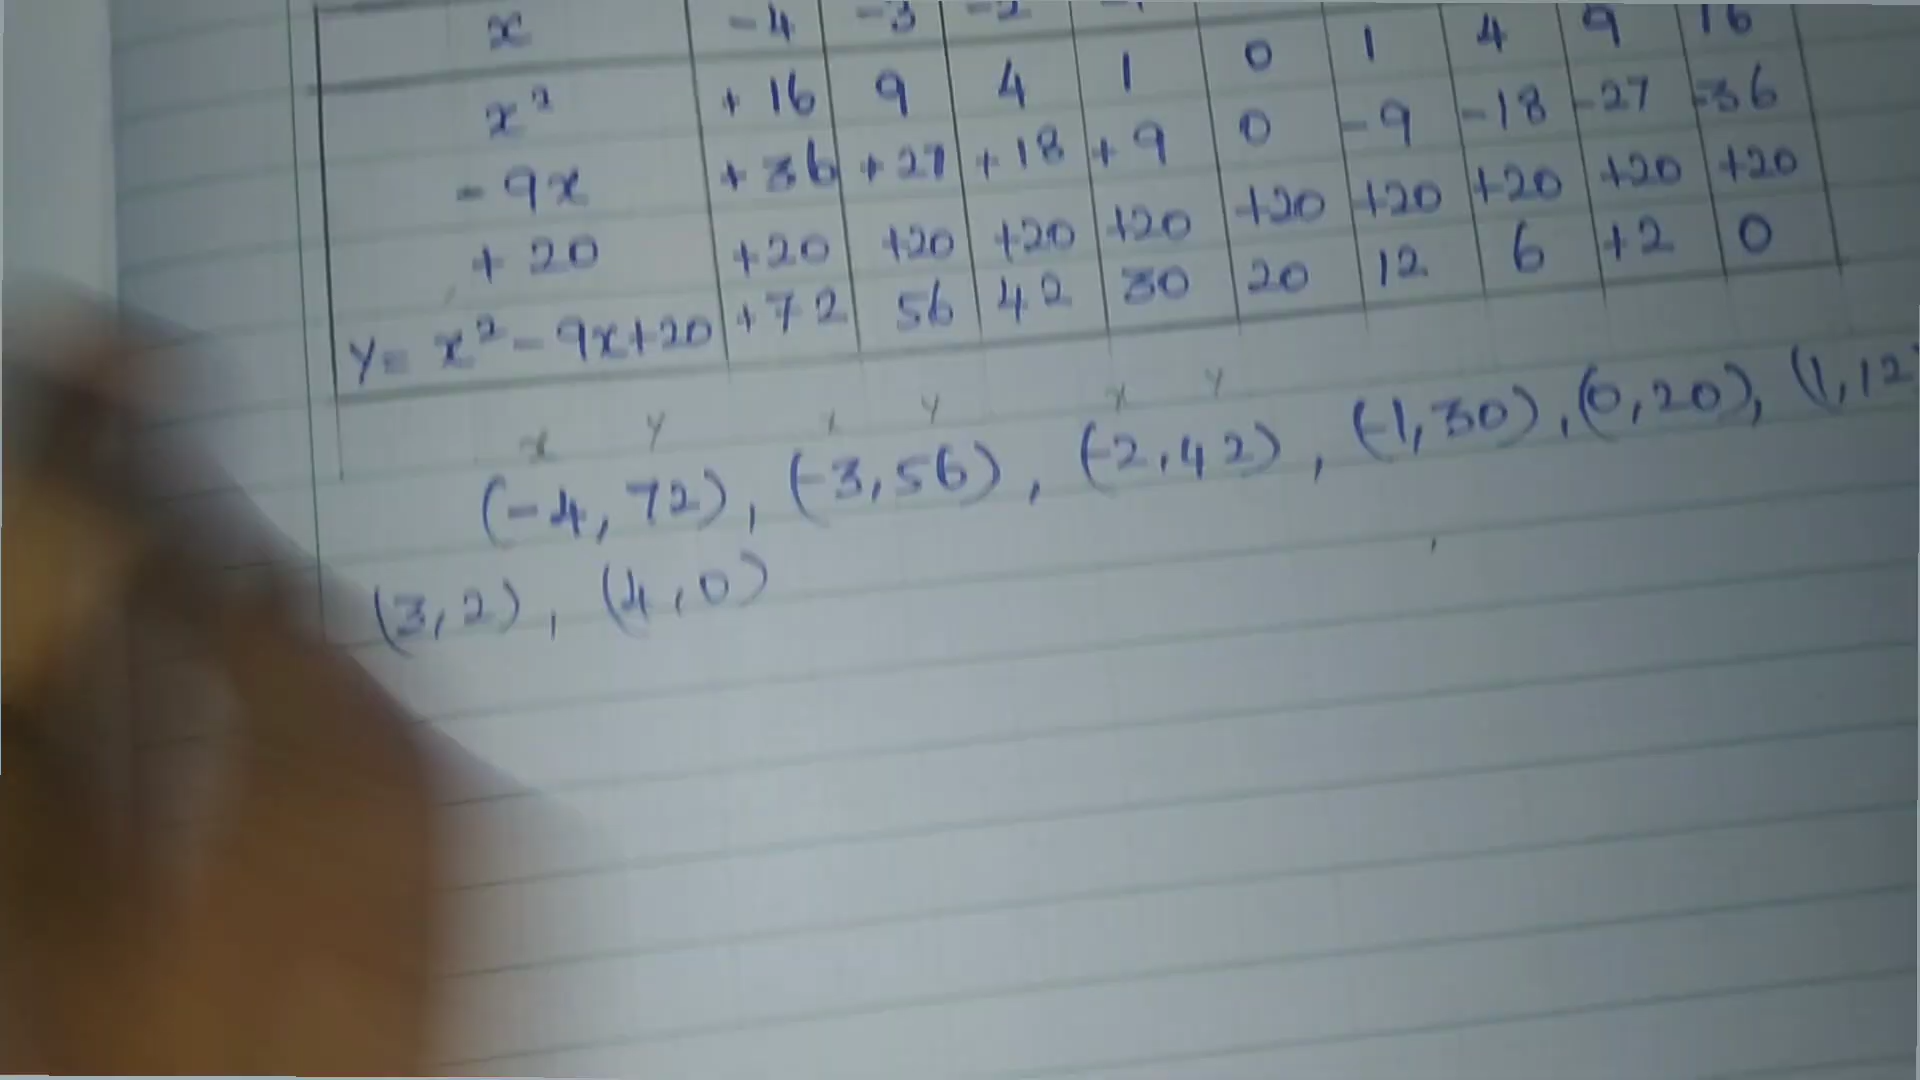 x -4 -3 -2
x² +16 9 4 1 0 1 4 9 16
-9x +36 +27 +18 +9 0 -9 -18 -27 -36
+20 +20 +20 +20 +20 +20 +20 +20 +20 +20
y= x²-9x+20 +72 56 42 30 20 12 6 +2 0
x y x y x y
(-4, 72), (-3,56), (-2,42), (-1,30), (0,20), (1,12
(3,2), (4,0)